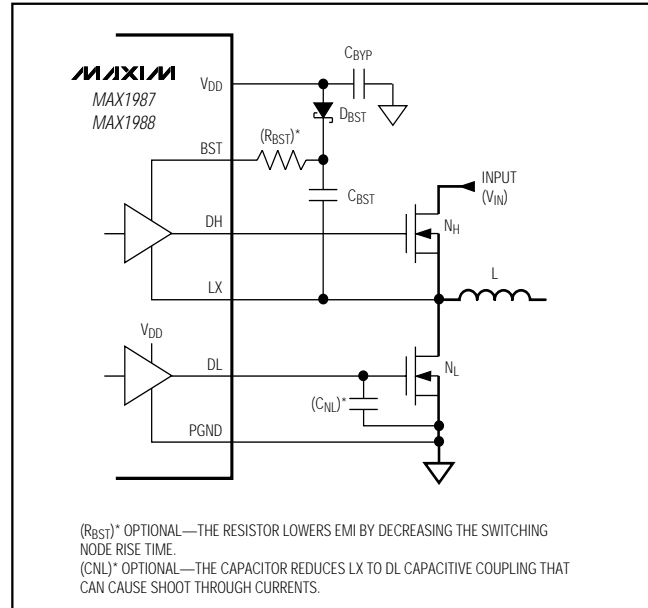 MAXIM
MAX1987
MAX1988
VDD
CBYP
DBST
(RBST)*
BST
CBST
INPUT
(VIN)
DH
NH
LX
L
VDD
DL
NL
(CNL)*
PGND
(RBST)* OPTIONAL—THE RESISTOR LOWERS EMI BY DECREASING THE SWITCHING
NODE RISE TIME.
(CNL)* OPTIONAL—THE CAPACITOR REDUCES LX TO DL CAPACITIVE COUPLING THAT
CAN CAUSE SHOOT THROUGH CURRENTS.